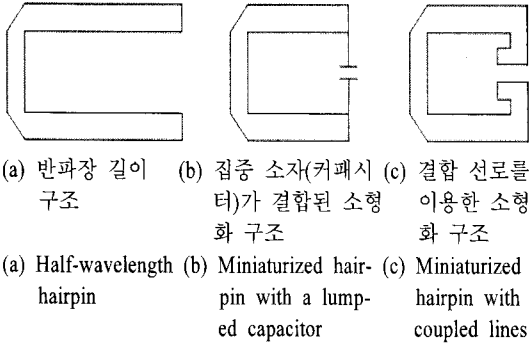 (a) 반파장 길이
구조
(b) 집중 소자(커패시
터)가 결합된 소형
화 구조
(c) 결합 선로를
이용한 소형
화 구조
(a) Half-wavelength
hairpin
(b) Miniaturized hair-
pin with a lump-
ed capacitor
(c) Miniaturized
hairpin with
coupled lines